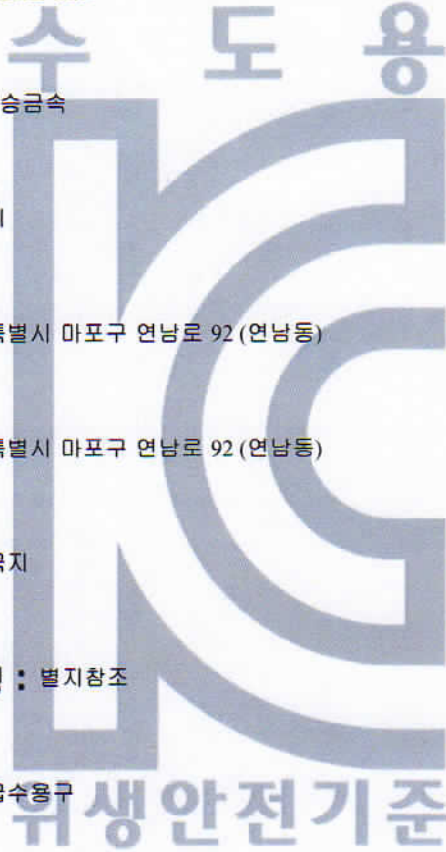 수 도 용
승금속
특별시 마포구 연남로 92 (연남동)
특별시 마포구 연남로 92 (연남동)
국지
: 별지참조
급수용구
위생안전기준